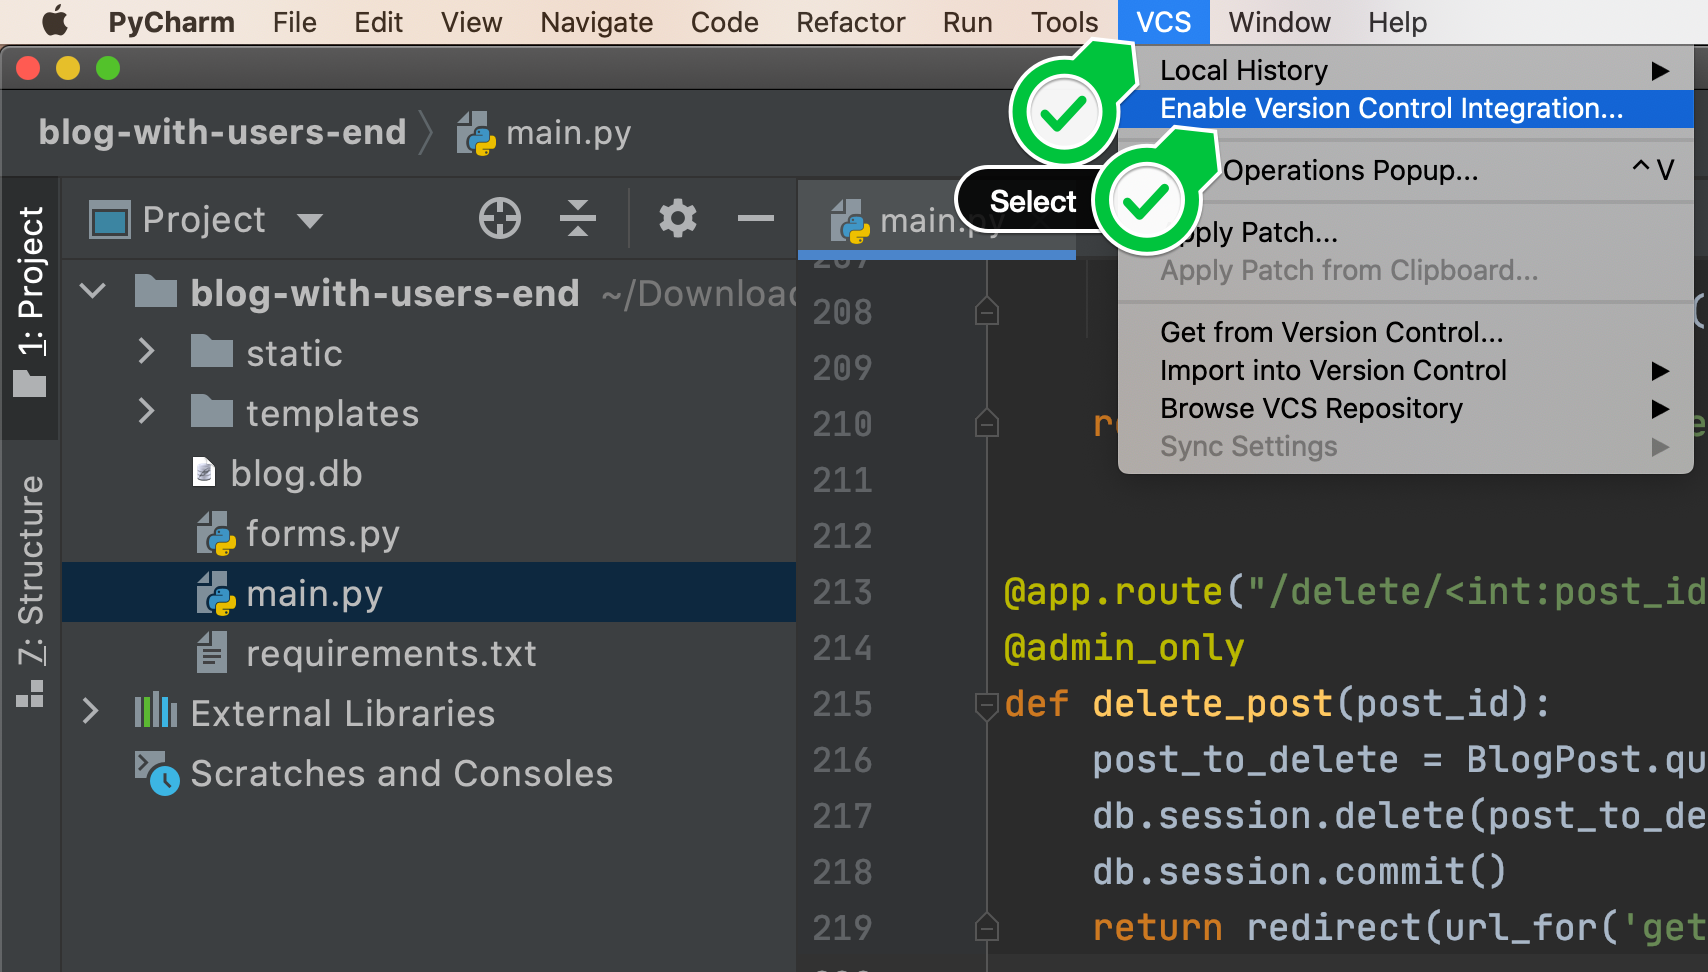 PyCharm File Edit View Navigate Code Refactor Run Tools VCS Window Help
Local History
Enable Version Control Integration...
Operations Popup... ^V
Apply Patch...
Apply Patch from Clipboard...
Get from Version Control...
Import into Version Control
Browse VCS Repository
Sync Settings
Select
blog-with-users-end main.py
1: Project
7: Structure
Project
blog-with-users-end ~/Downloa
static
templates
blog.db
forms.py
main.py
requirements.txt
External Libraries
Scratches and Consoles
main.py
207
208 (
209
210 r
211
212
213 @app.route("/delete/<int:post_id
214 @admin_only
215 def delete_post(post_id):
216 post_to_delete = BlogPost.qu
217 db.session.delete(post_to_de
218 db.session.commit()
219 return redirect(url_for('get